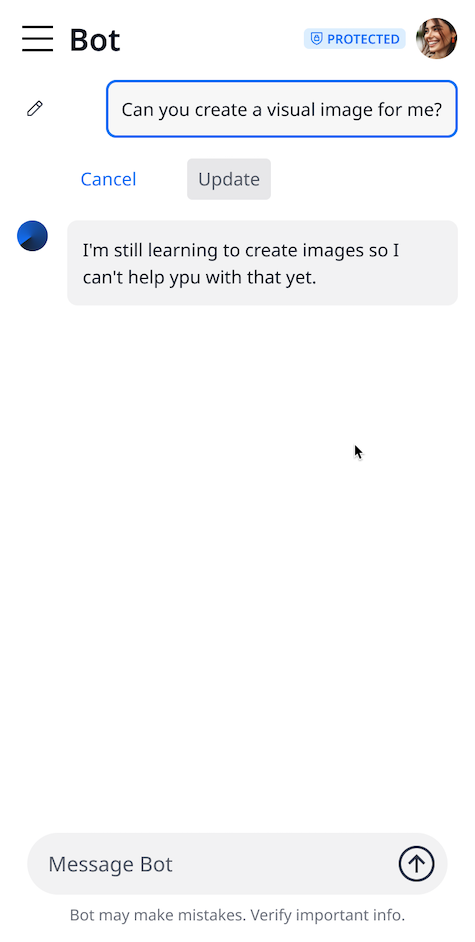 Bot
PROTECTED
Can you create a visual image for me?
Cancel
Update
I'm still learning to create images so I
can't help ypu with that yet.
Message Bot
Bot may make mistakes. Verify important info.